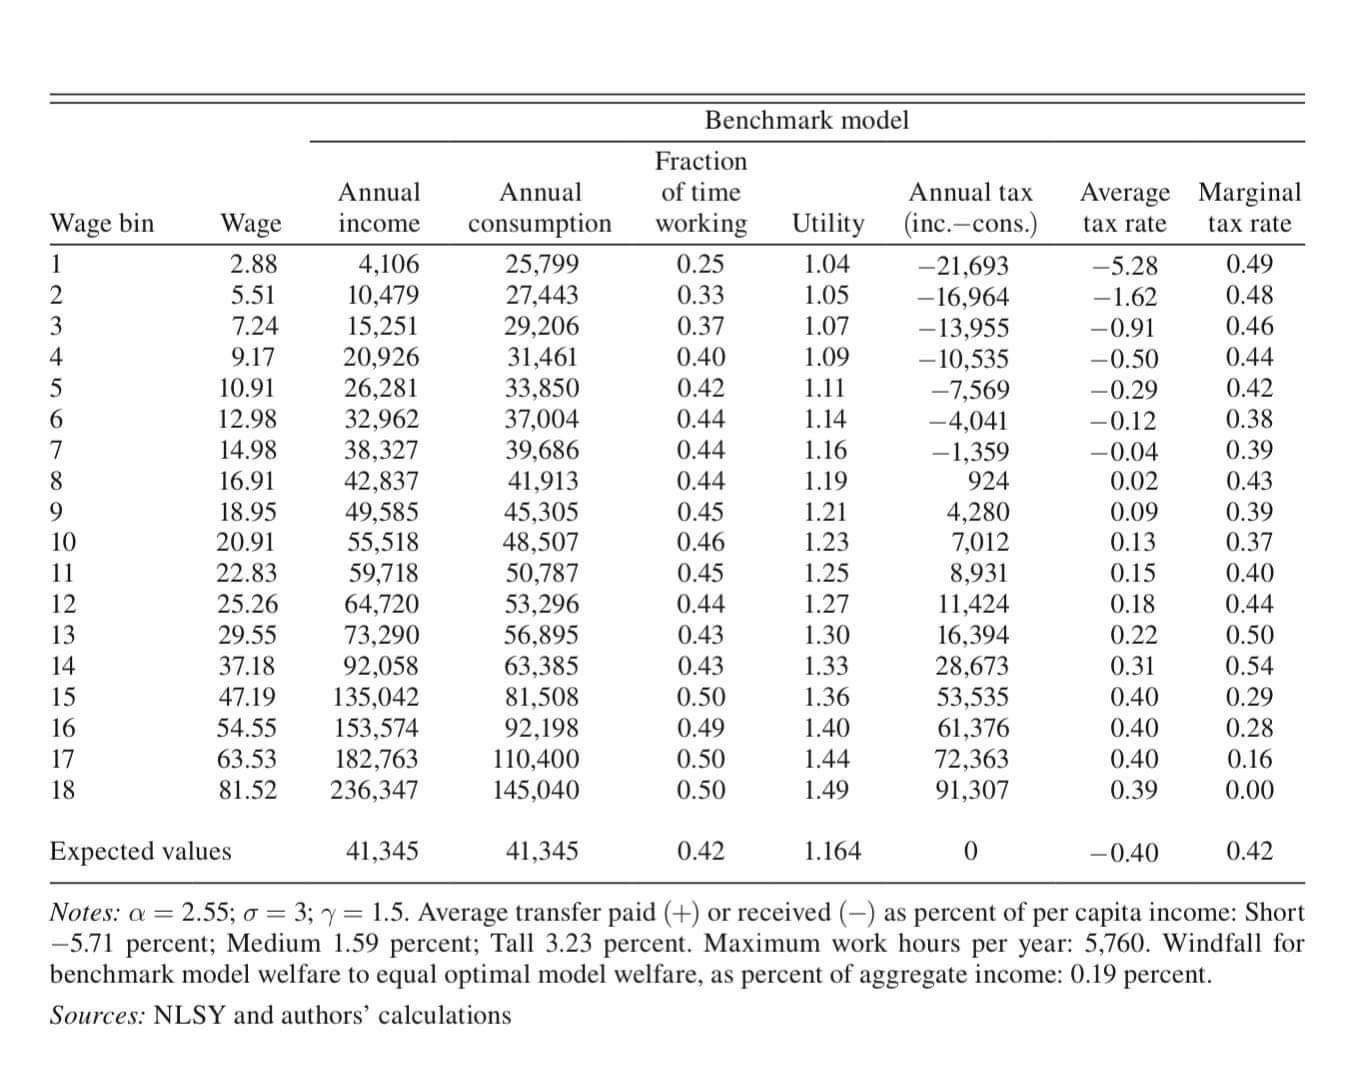 Benchmark model
Fraction
Annual Annual of time Annual tax Average Marginal
Wage bin Wage income consumption working Utility (inc.−cons.) tax rate tax rate
1 2.88 4,106 25,799 0.25 1.04 −21,693 −5.28 0.49
2 5.51 10,479 27,443 0.33 1.05 −16,964 −1.62 0.48
3 7.24 15,251 29,206 0.37 1.07 −13,955 −0.91 0.46
4 9.17 20,926 31,461 0.40 1.09 −10,535 −0.50 0.44
5 10.91 26,281 33,850 0.42 1.11 −7,569 −0.29 0.42
6 12.98 32,962 37,004 0.44 1.14 −4,041 −0.12 0.38
7 14.98 38,327 39,686 0.44 1.16 −1,359 −0.04 0.39
8 16.91 42,837 41,913 0.44 1.19 924 0.02 0.43
9 18.95 49,585 45,305 0.45 1.21 4,280 0.09 0.39
10 20.91 55,518 48,507 0.46 1.23 7,012 0.13 0.37
11 22.83 59,718 50,787 0.45 1.25 8,931 0.15 0.40
12 25.26 64,720 53,296 0.44 1.27 11,424 0.18 0.44
13 29.55 73,290 56,895 0.43 1.30 16,394 0.22 0.50
14 37.18 92,058 63,385 0.43 1.33 28,673 0.31 0.54
15 47.19 135,042 81,508 0.50 1.36 53,535 0.40 0.29
16 54.55 153,574 92,198 0.49 1.40 61,376 0.40 0.28
17 63.53 182,763 110,400 0.50 1.44 72,363 0.40 0.16
18 81.52 236,347 145,040 0.50 1.49 91,307 0.39 0.00
Expected values 41,345 41,345 0.42 1.164 0 −0.40 0.42
Notes: α = 2.55; σ = 3; γ = 1.5. Average transfer paid (+) or received (−) as percent of per capita income: Short
−5.71 percent; Medium 1.59 percent; Tall 3.23 percent. Maximum work hours per year: 5,760. Windfall for
benchmark model welfare to equal optimal model welfare, as percent of aggregate income: 0.19 percent.
Sources: NLSY and authors’ calculations